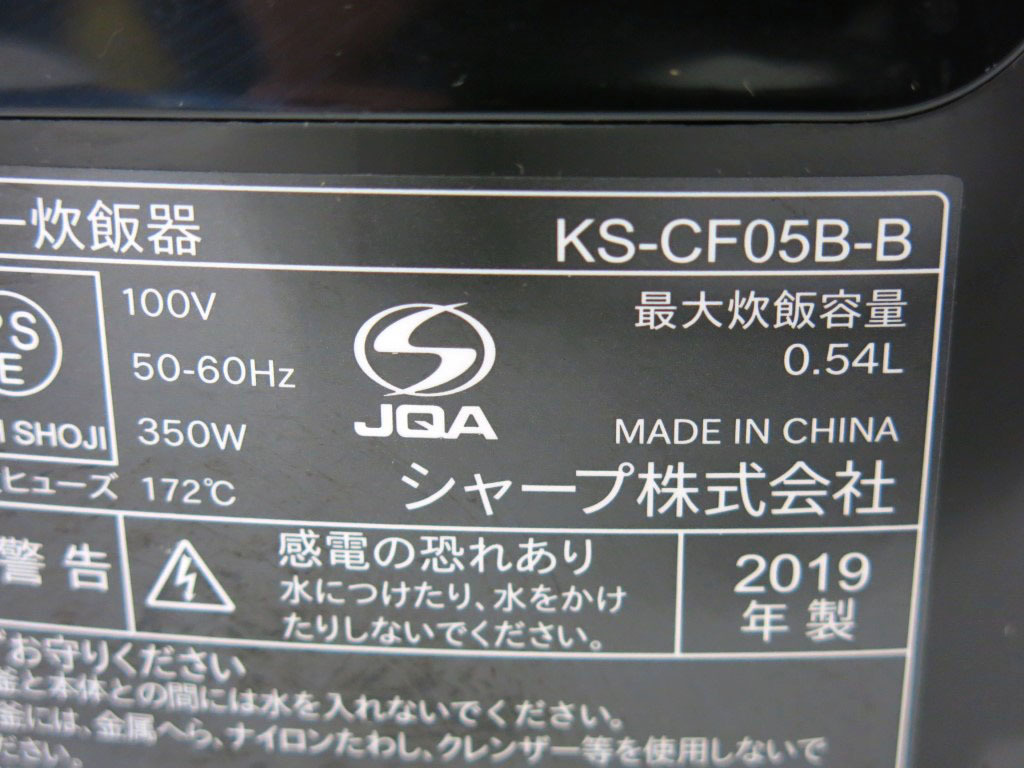 ー炊飯器 KS-CF05B-B
PS
E
SHOJI
100V
50-60Hz
350W
ヒューズ 172℃
JQA
最大炊飯容量
0.54L
MADE IN CHINA
シャープ株式会社
警告
感電の恐れあり
水につけたり、水をかけ
たりしないでください。
2019
年製
お守りください
釜と本体との間には水を入れないでください。
釜には、金属へら、ナイロンたわし、クレンザー等を使用しないで
ださい。